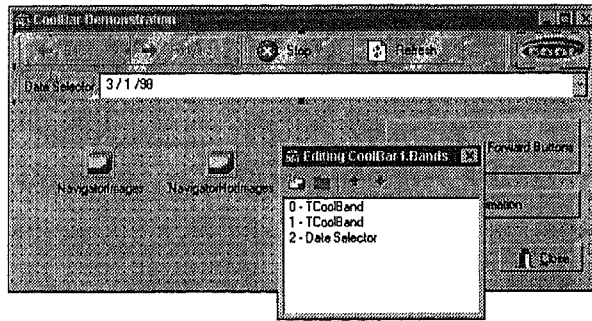 CoolBar Demonstration
Stop Refresh
Date Selector 3 / 1 /98
Forward Buttons
Editing CoolBar1.Bands
NavigatorImages NavigatorHotImages
0 - TCoolBand
1 - TCoolBand
2 - Date Selector
Close